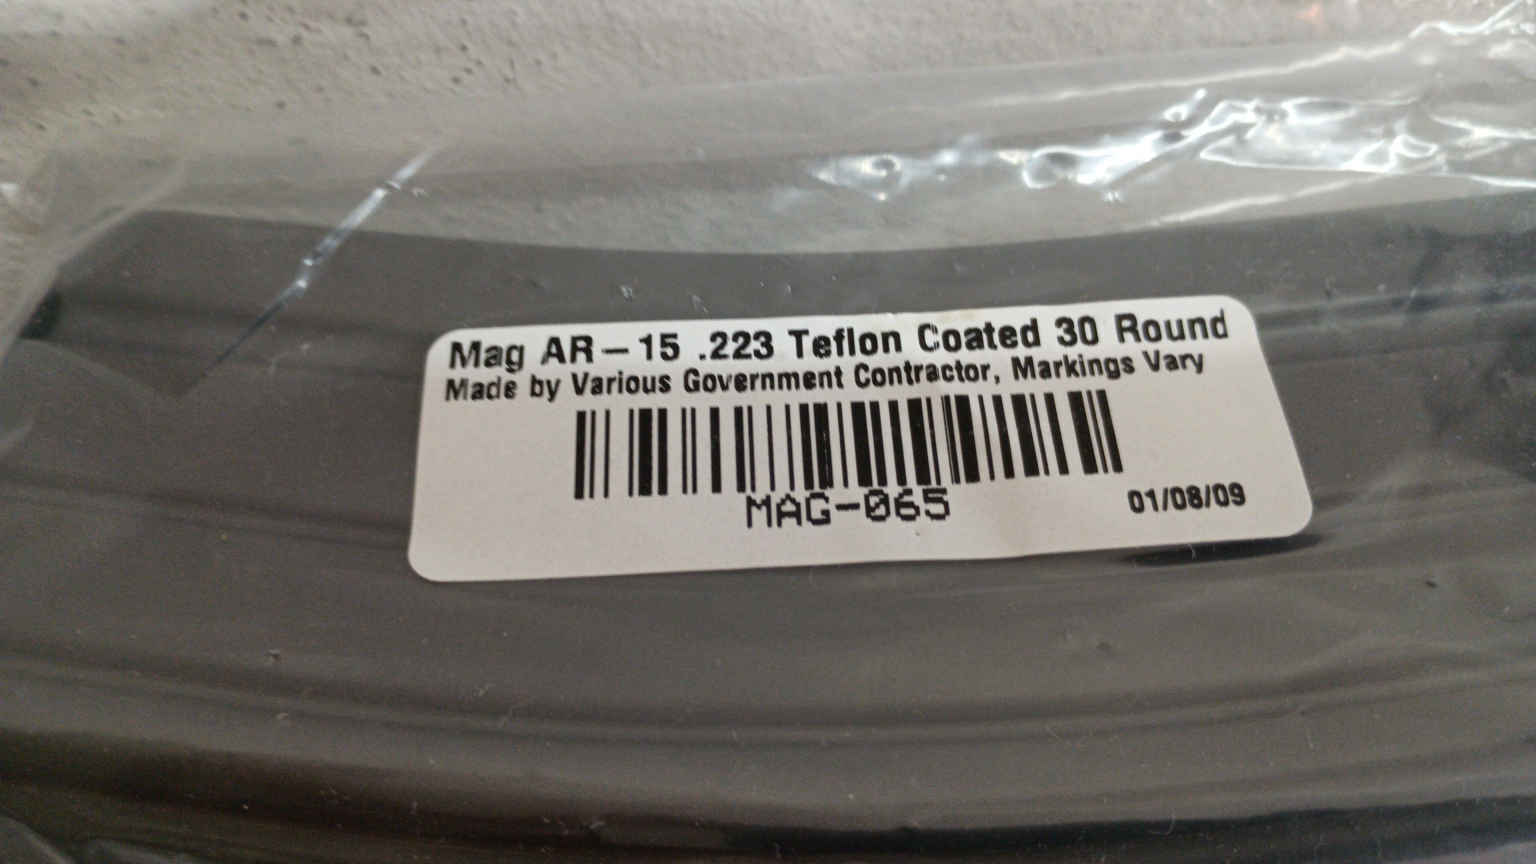 Mag AR-15 .223 Teflon Coated 30 Round
Made by Various Government Contractor, Markings Vary
MAG-065
01/08/09